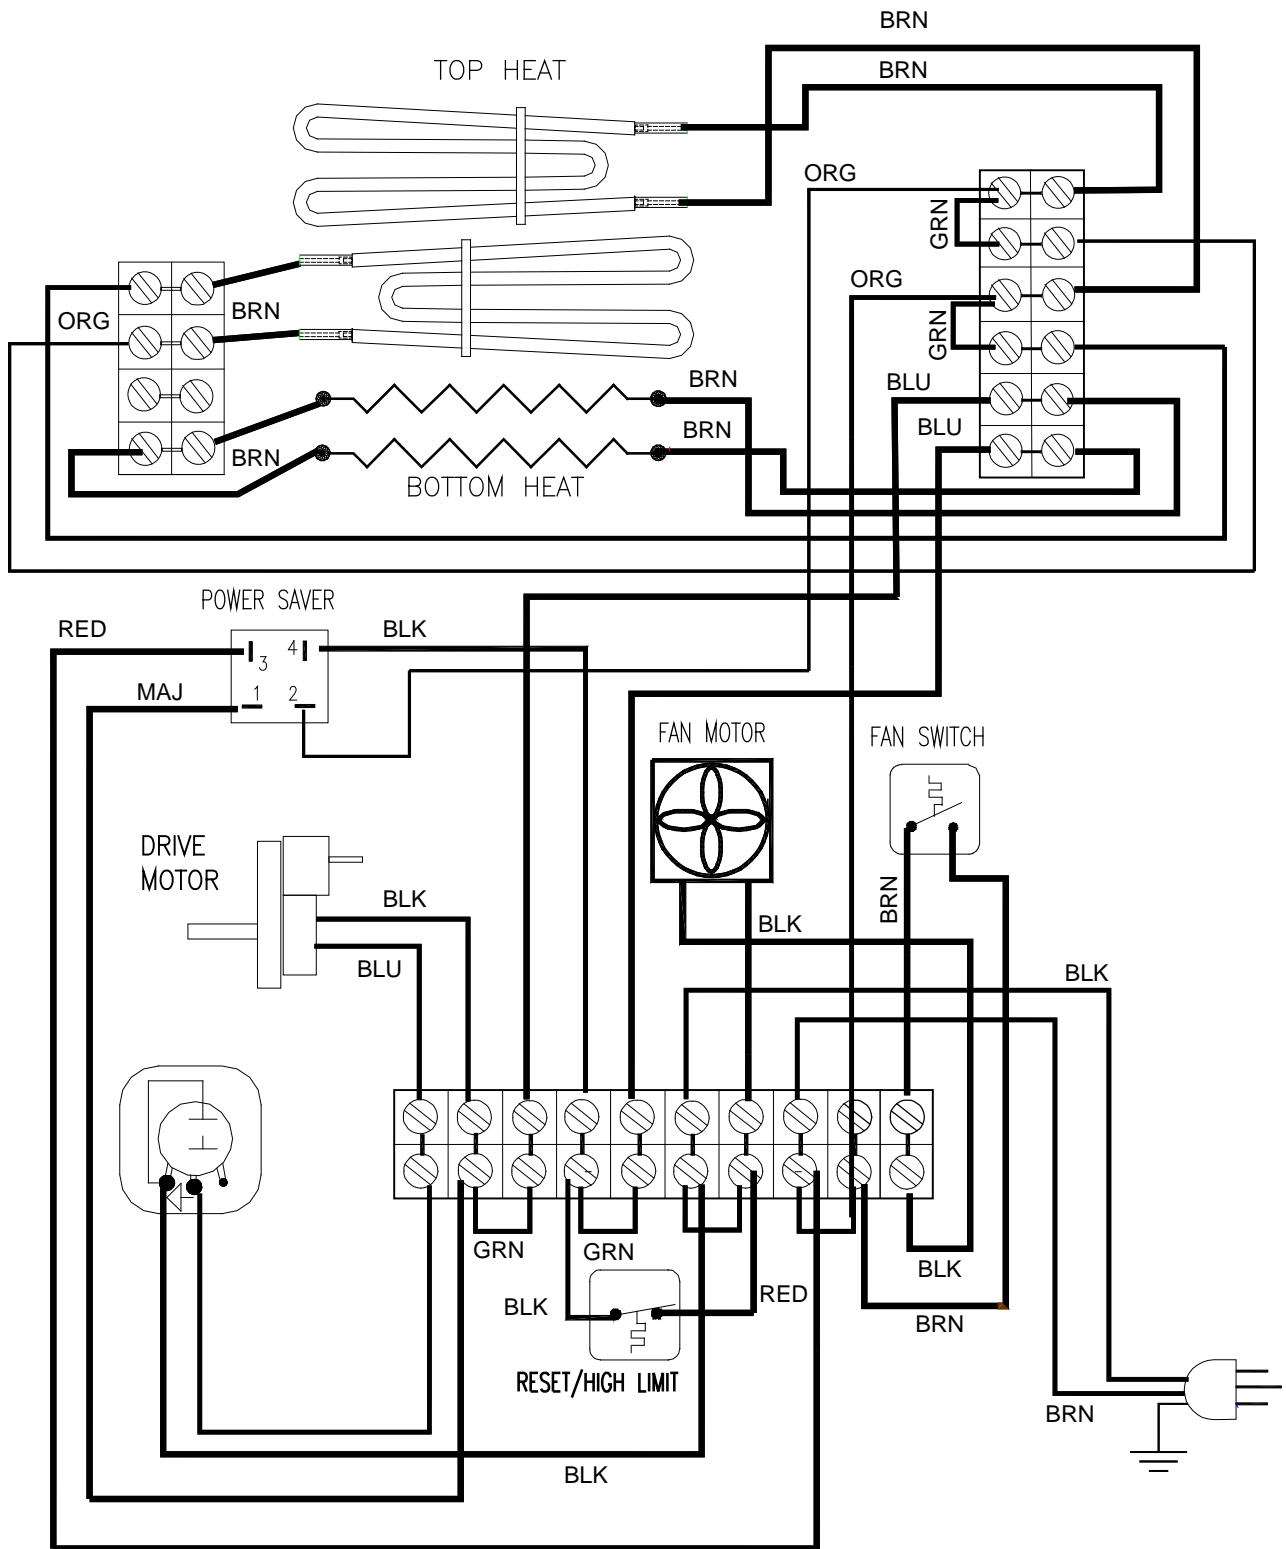 BRN
TOP HEAT
BRN
ORG
GRN
ORG
GRN
ORG
BRN
BRN
BLU
BRN
BLU
BRN
BOTTOM HEAT
POWER SAVER
RED
BLK
3
4
MAJ
1
2
FAN MOTOR
FAN SWITCH
DRIVE
MOTOR
BLK
BRN
BLK
BLU
BLK
GRN
GRN
BLK
BLK
RED
BRN
RESET/HIGH LIMIT
BRN
BLK